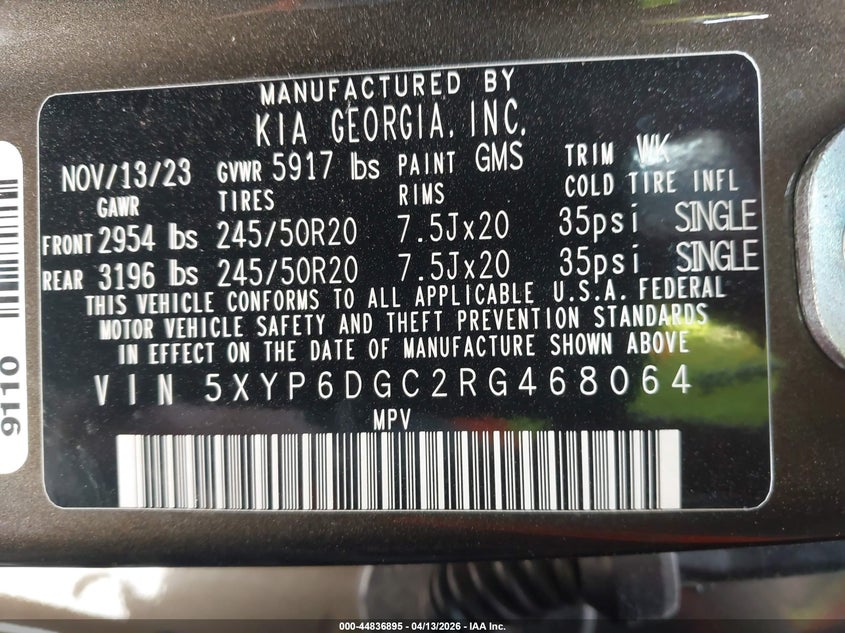 MANUFACTURED BY
KIA GEORGIA, INC.
NOV/13/23 GVWR 5917 lbs PAINT GMS TRIM WK
GAWR TIRES RIMS COLD TIRE INFL
FRONT 2954 lbs 245/50R20 7.5Jx20 35psi SINGLE
REAR 3196 lbs 245/50R20 7.5Jx20 35psi SINGLE
THIS VEHICLE CONFORMS TO ALL APPLICABLE U.S.A. FEDERAL
MOTOR VEHICLE SAFETY AND THEFT PREVENTION STANDARDS
IN EFFECT ON THE DATE OF MANUFACTURE SHOWN ABOVE
VIN 5XYP6DGC2RG468064
MPV
9110
000-44836895 - 04/13/2026 - IAA Inc.